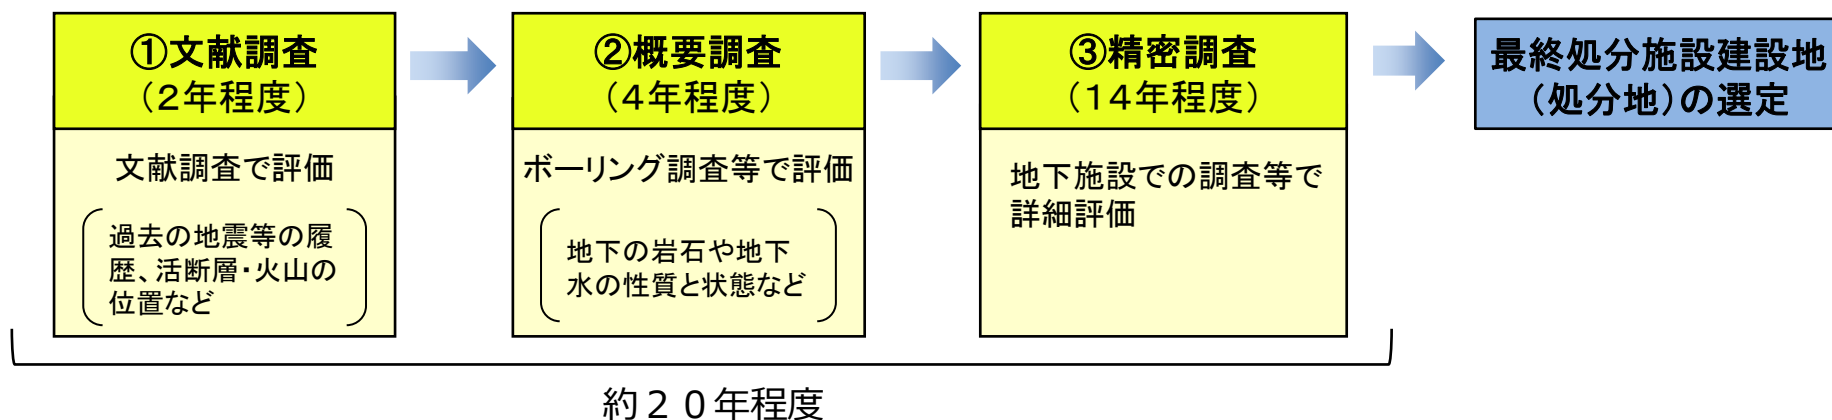 ①文献調査
（２年程度）
文献調査で評価
過去の地震等の履
歴、活断層・火山の
位置など
②概要調査
（４年程度）
ボーリング調査等で評価
地下の岩石や地下
水の性質と状態など
③精密調査
（１４年程度）
地下施設での調査等で
詳細評価
最終処分施設建設地
（処分地）の選定
約２０年程度